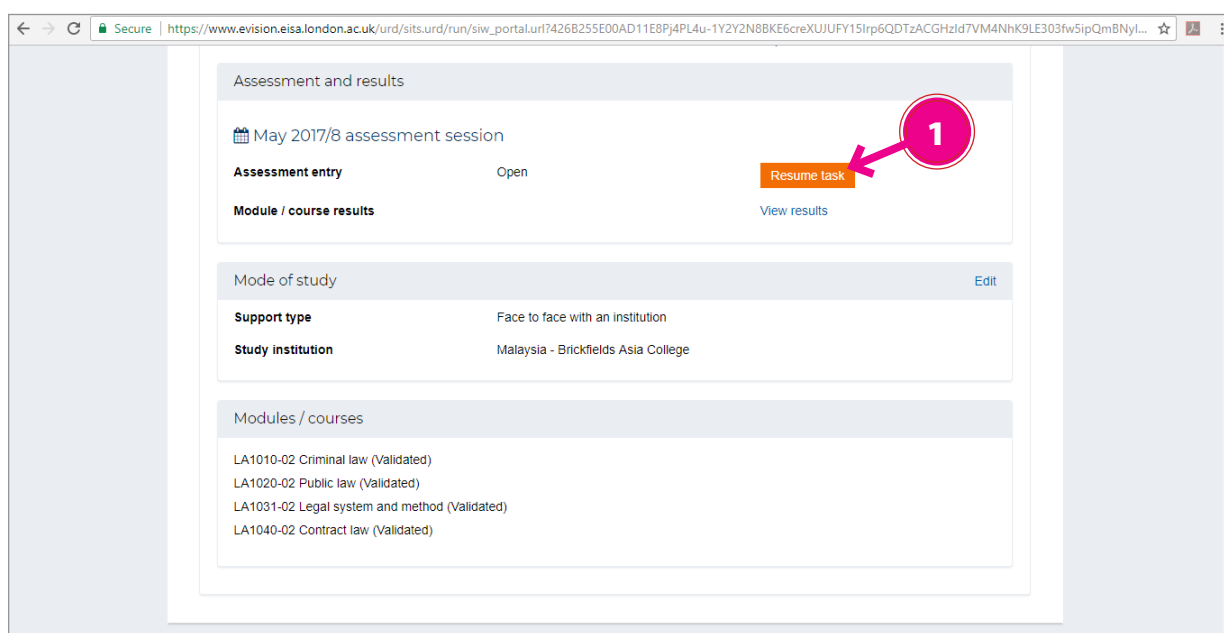 Secure https://www.evision.eisa.london.ac.uk/urd/sits.urd/run/siw_portal.url?426B255E00AD11E8Pj4PL4u-1Y2Y2N8BKE6creXUJUFY15Irp6QDTzACGHzId7VM4NhK9LE303fw5ipQmBNyl...
Assessment and results
1
May 2017/8 assessment session
Assessment entry Open Resume task
Module / course results View results
Mode of study Edit
Support type Face to face with an institution
Study institution Malaysia - Brickfields Asia College
Modules / courses
LA1010-02 Criminal law (Validated)
LA1020-02 Public law (Validated)
LA1031-02 Legal system and method (Validated)
LA1040-02 Contract law (Validated)